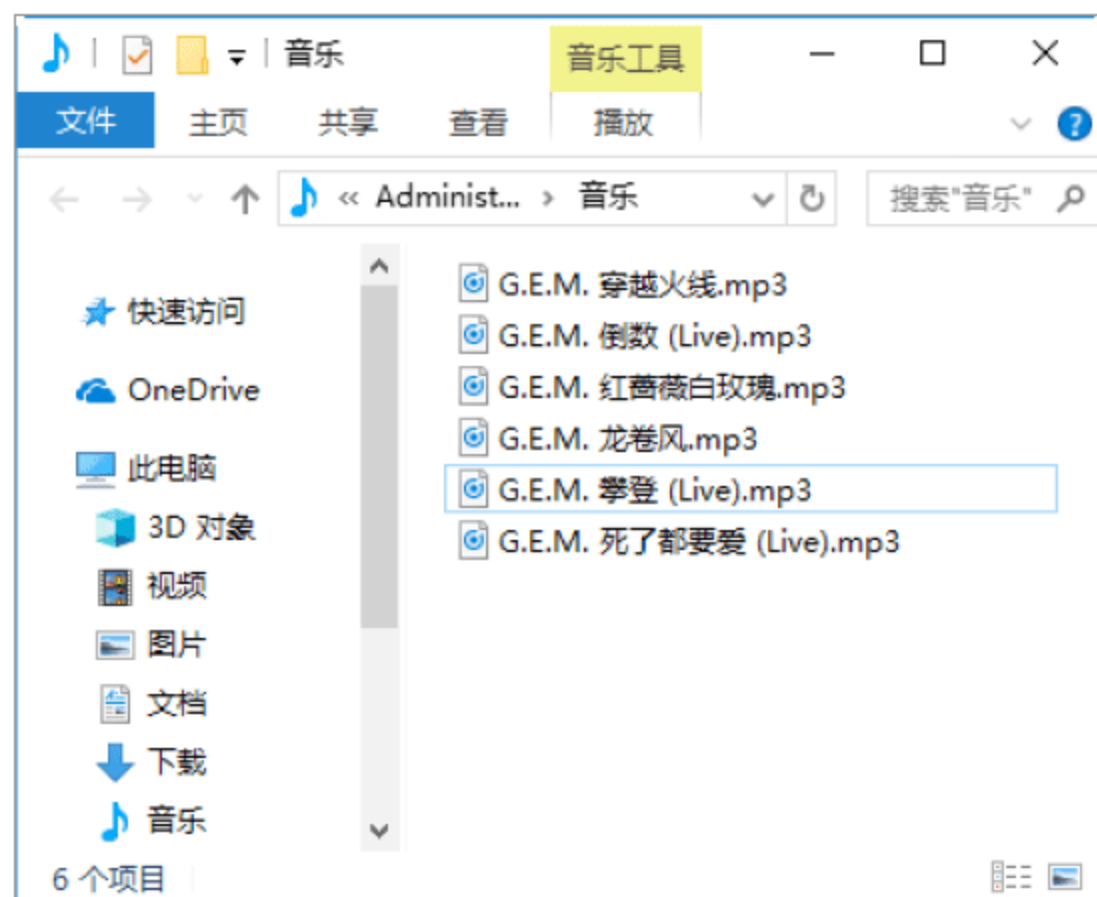 音乐
音乐工具
文件 主页 共享 查看 播放
« Administ... › 音乐 搜索"音乐"
快速访问
OneDrive
此电脑
3D 对象
视频
图片
文档
下载
音乐
G.E.M. 穿越火线.mp3
G.E.M. 倒数 (Live).mp3
G.E.M. 红蔷薇白玫瑰.mp3
G.E.M. 龙卷风.mp3
G.E.M. 攀登 (Live).mp3
G.E.M. 死了都要爱 (Live).mp3
6 个项目